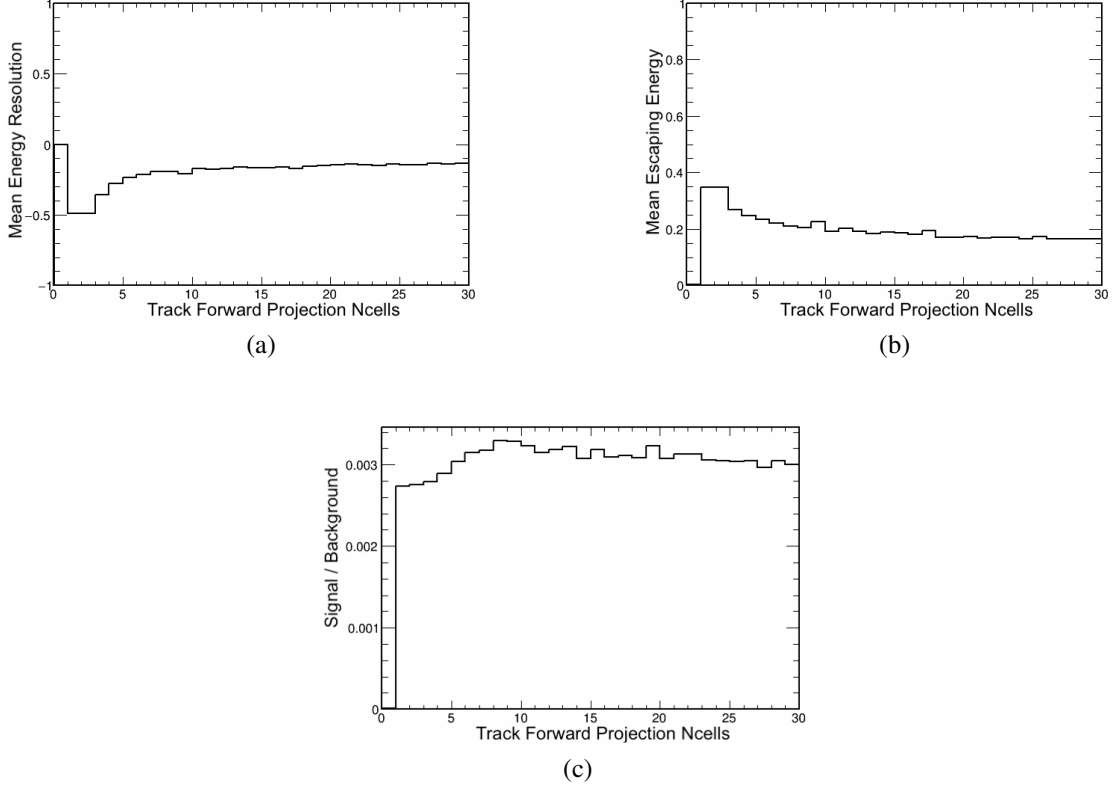 Mean Energy Resolution
1
0.5
0
−0.5
−1
0 5 10 15 20 25 30
Track Forward Projection Ncells
(a)
Mean Escaping Energy
1
0.8
0.6
0.4
0.2
0
0 5 10 15 20 25 30
Track Forward Projection Ncells
(b)
Signal / Background
0.003
0.002
0.001
0
0 5 10 15 20 25 30
Track Forward Projection Ncells
(c)